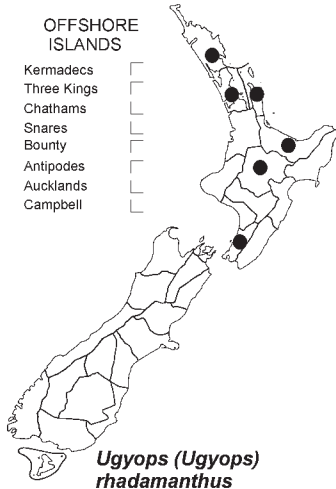 OFFSHORE
ISLANDS
Kermadecs
Three Kings
Chathams
Snares
Bounty
Antipodes
Aucklands
Campbell
Ugyops (Ugyops)
rhadamanthus